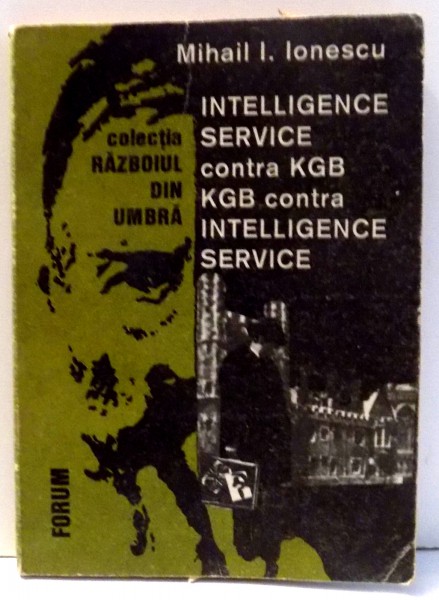 Mihail I. Ionescu
INTELLIGENCE
SERVICE
contra KGB
KGB contra
INTELLIGENCE
SERVICE
colecția
RĂZBOIUL
DIN
UMBRĂ
FORUM